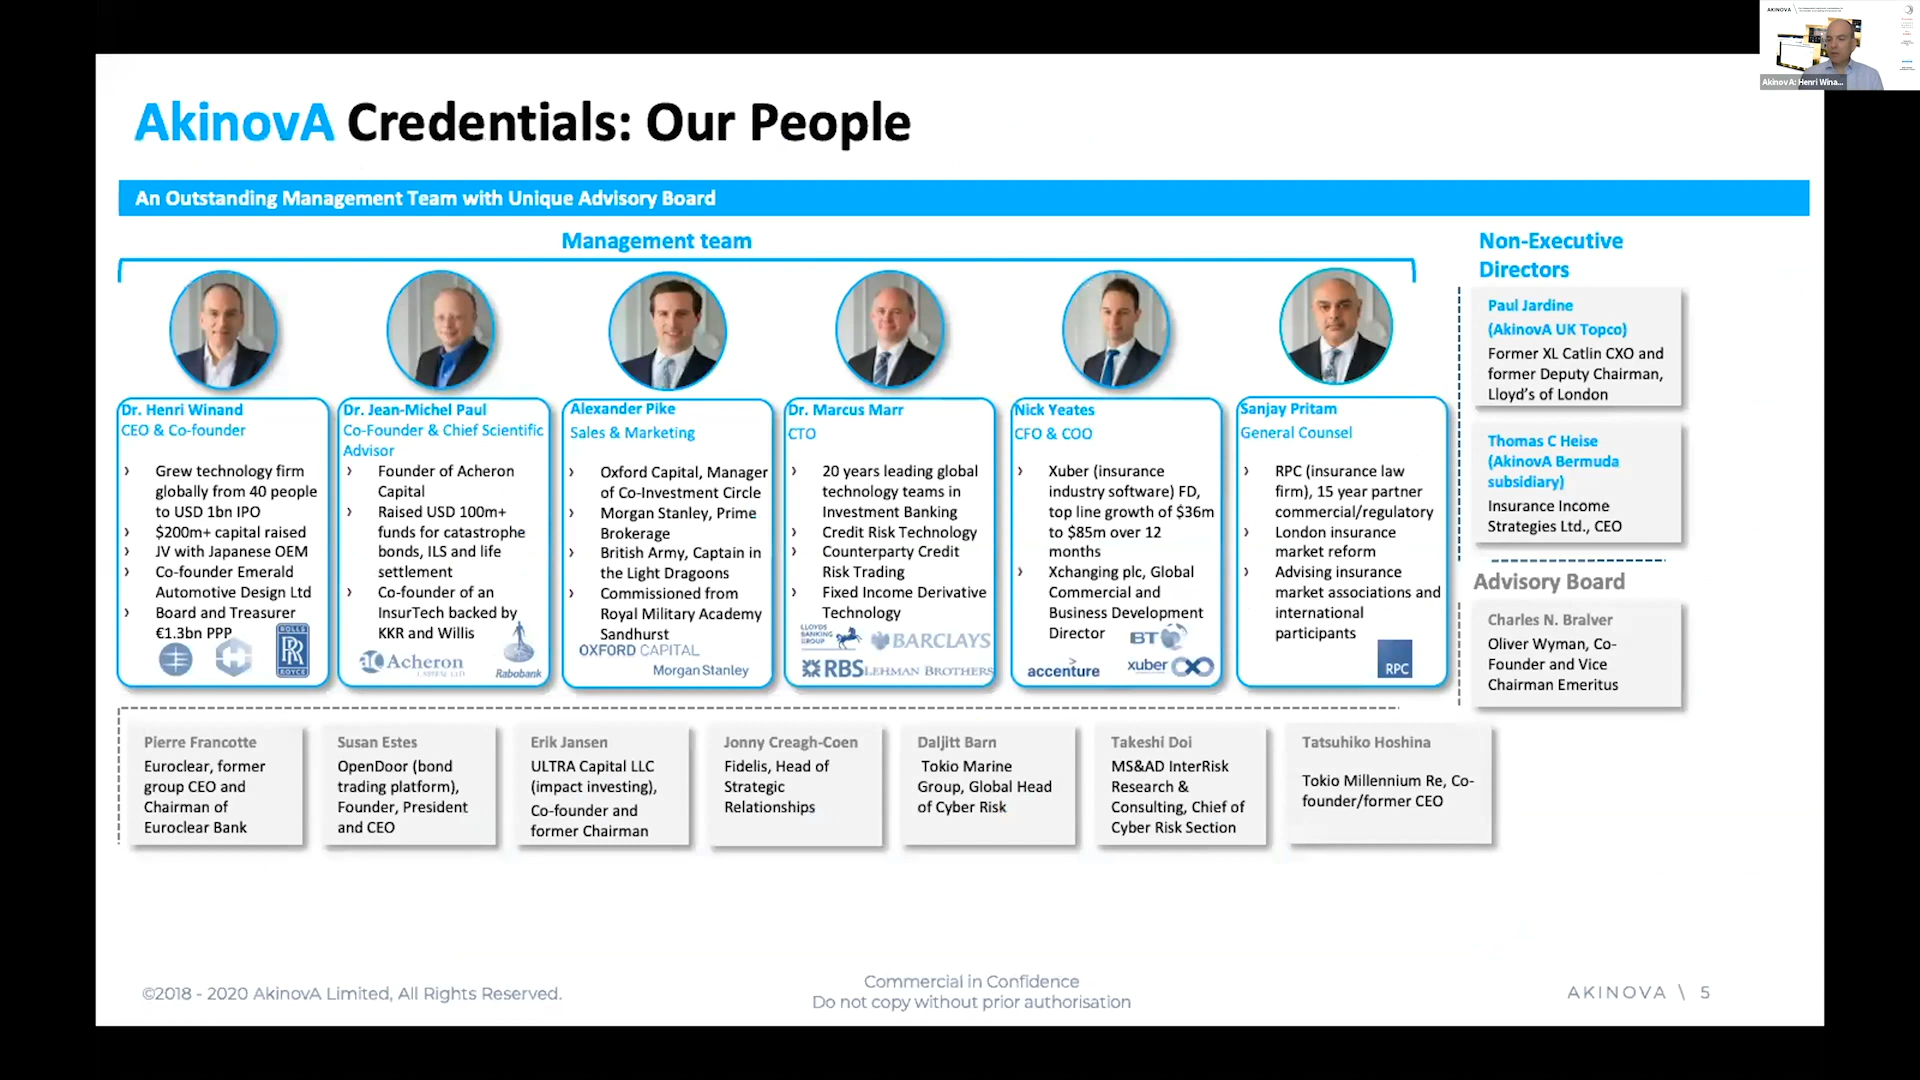 AkinovA Credentials: Our People
An Outstanding Management Team with Unique Advisory Board
Management team
Dr. Henri Winand
CEO & Co-founder
› Grew technology firm
globally from 40 people
to USD 1bn IPO
› $200m+ capital raised
› JV with Japanese OEM
› Co-founder Emerald
Automotive Design Ltd
› Board and Treasurer
€1.3bn PPP
ROLLS
RR
ROYCE
Dr. Jean-Michel Paul
Co-Founder & Chief Scientific
Advisor
› Founder of Acheron
Capital
› Raised USD 100m+
funds for catastrophe
bonds, ILS and life
settlement
› Co-founder of an
InsurTech backed by
KKR and Willis
Acheron
CAPITAL LTD
Rabobank
Alexander Pike
Sales & Marketing
› Oxford Capital, Manager
of Co-Investment Circle
› Morgan Stanley, Prime
Brokerage
› British Army, Captain in
the Light Dragoons
› Commissioned from
Royal Military Academy
Sandhurst
OXFORD CAPITAL
Morgan Stanley
Dr. Marcus Marr
CTO
› 20 years leading global
technology teams in
Investment Banking
› Credit Risk Technology
› Counterparty Credit
Risk Trading
› Fixed Income Derivative
Technology
LLOYDS
BANKING
GROUP
BARCLAYS
RBS
LEHMAN BROTHERS
Nick Yeates
CFO & COO
› Xuber (insurance
industry software) FD,
top line growth of $36m
to $85m over 12
months
› Xchanging plc, Global
Commercial and
Business Development
Director
BT
accenture
xuber
Sanjay Pritam
General Counsel
› RPC (insurance law
firm), 15 year partner
commercial/regulatory
› London insurance
market reform
› Advising insurance
market associations and
international
participants
RPC
Non-Executive
Directors
Paul Jardine
(AkinovA UK Topco)
Former XL Catlin CXO and
former Deputy Chairman,
Lloyd's of London
Thomas C Heise
(AkinovA Bermuda
subsidiary)
Insurance Income
Strategies Ltd., CEO
Advisory Board
Charles N. Bralver
Oliver Wyman, Co-
Founder and Vice
Chairman Emeritus
Pierre Francotte
Euroclear, former
group CEO and
Chairman of
Euroclear Bank
Susan Estes
OpenDoor (bond
trading platform),
Founder, President
and CEO
Erik Jansen
ULTRA Capital LLC
(impact investing),
Co-founder and
former Chairman
Jonny Creagh-Coen
Fidelis, Head of
Strategic
Relationships
Daljitt Barn
Tokio Marine
Group, Global Head
of Cyber Risk
Takeshi Doi
MS&AD InterRisk
Research &
Consulting, Chief of
Cyber Risk Section
Tatsuhiko Hoshina
Tokio Millennium Re, Co-
founder/former CEO
©2018 - 2020 AkinovA Limited, All Rights Reserved.
Commercial in Confidence
Do not copy without prior authorisation
AKINOVA \ 5
AKINOVA
AkinovA: Henri Wina...